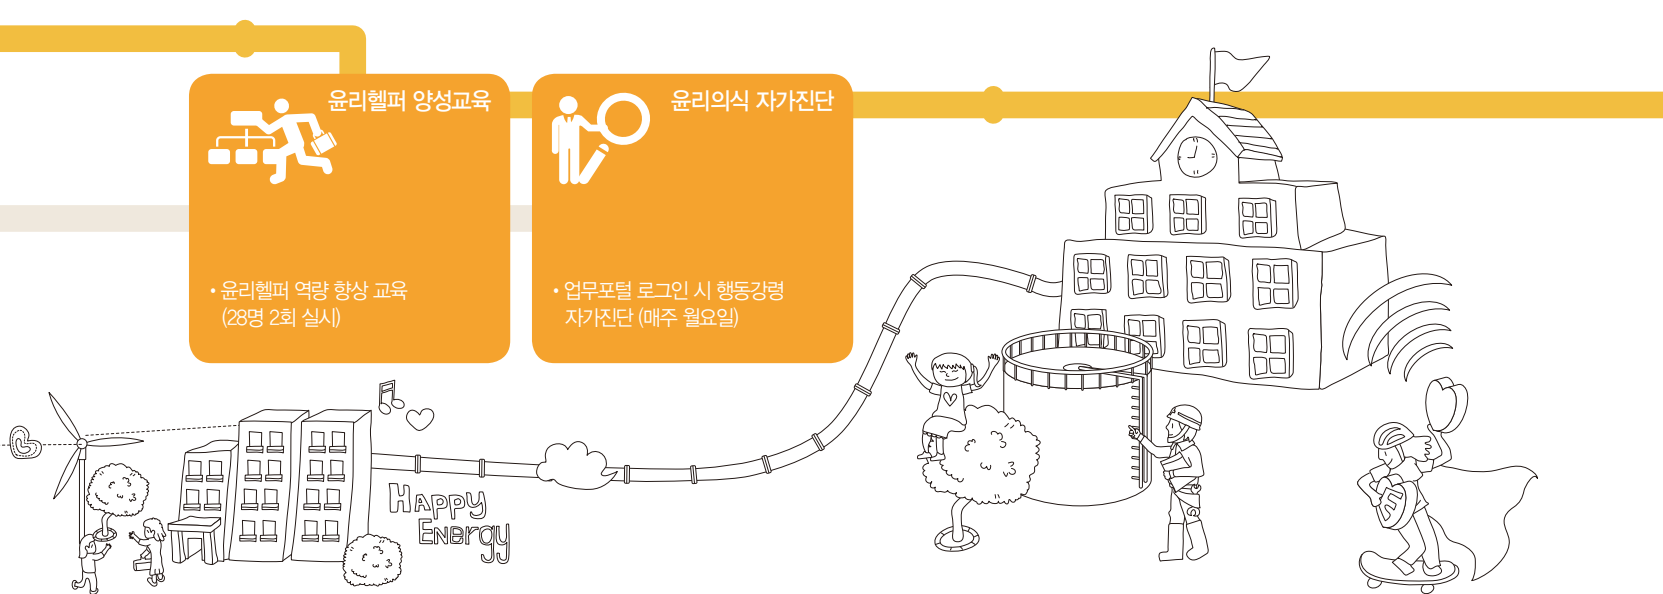 윤리헬퍼 양성교육
• 윤리헬퍼 역량 향상 교육
(28명 2회 실시)
윤리의식 자가진단
• 업무포털 로그인 시 행동강령
자가진단 (매주 월요일)
HAPPY
ENERGY